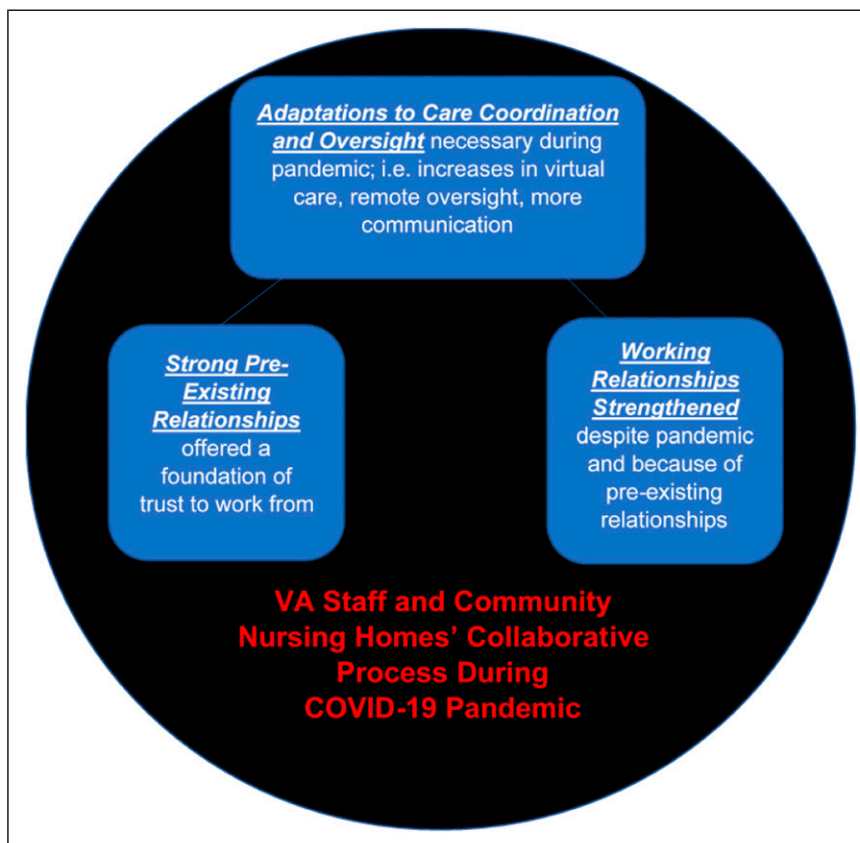 Adaptations to Care Coordination
and Oversight necessary during
pandemic; i.e. increases in virtual
care, remote oversight, more
communication
Strong Pre-
Existing
Relationships
offered a
foundation of
trust to work from
Working
Relationships
Strengthened
despite pandemic
and because of
pre-existing
relationships
VA Staff and Community
Nursing Homes’ Collaborative
Process During
COVID-19 Pandemic